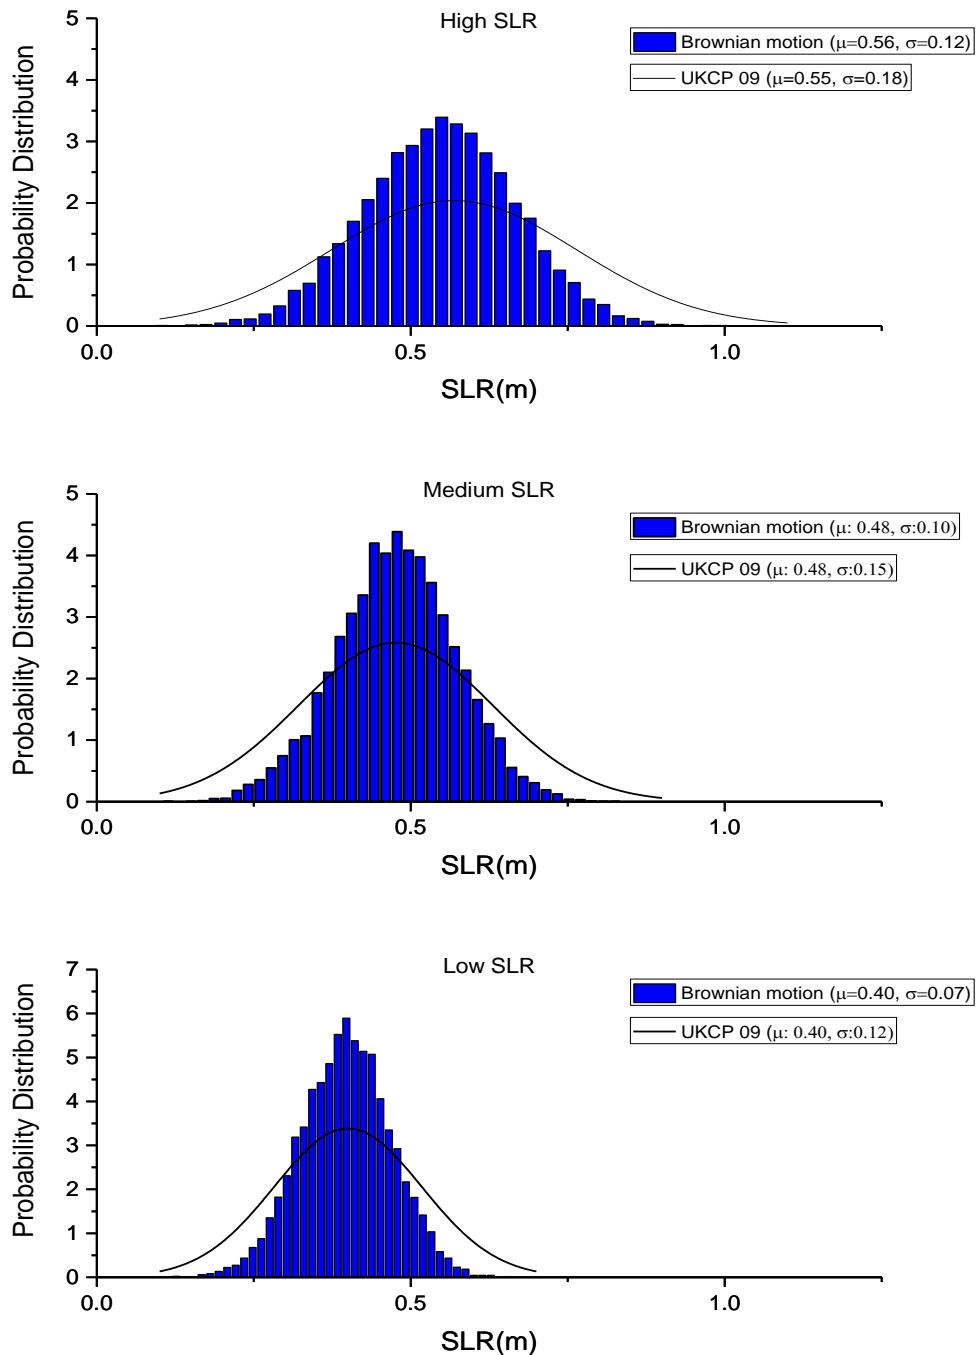 High SLR
Brownian motion (μ=0.56, σ=0.12)
UKCP 09 (μ=0.55, σ=0.18)
Probability Distribution
5
4
3
2
1
0
0.0
0.5
1.0
SLR(m)
Medium SLR
Brownian motion (μ: 0.48, σ:0.10)
UKCP 09 (μ: 0.48, σ:0.15)
Probability Distribution
5
4
3
2
1
0
0.0
0.5
1.0
SLR(m)
Low SLR
Brownian motion (μ=0.40, σ=0.07)
UKCP 09 (μ: 0.40, σ:0.12)
Probability Distribution
7
6
5
4
3
2
1
0
0.0
0.5
1.0
SLR(m)